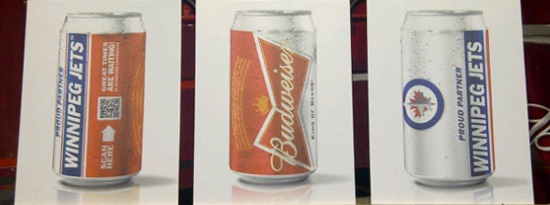 PROUD PARTNER
WINNIPEG JETS
SCAN
HERE
GREAT TIMES
ARE WAITING!
Budweiser
KING OF BEERS
PROUD PARTNER
WINNIPEG JETS